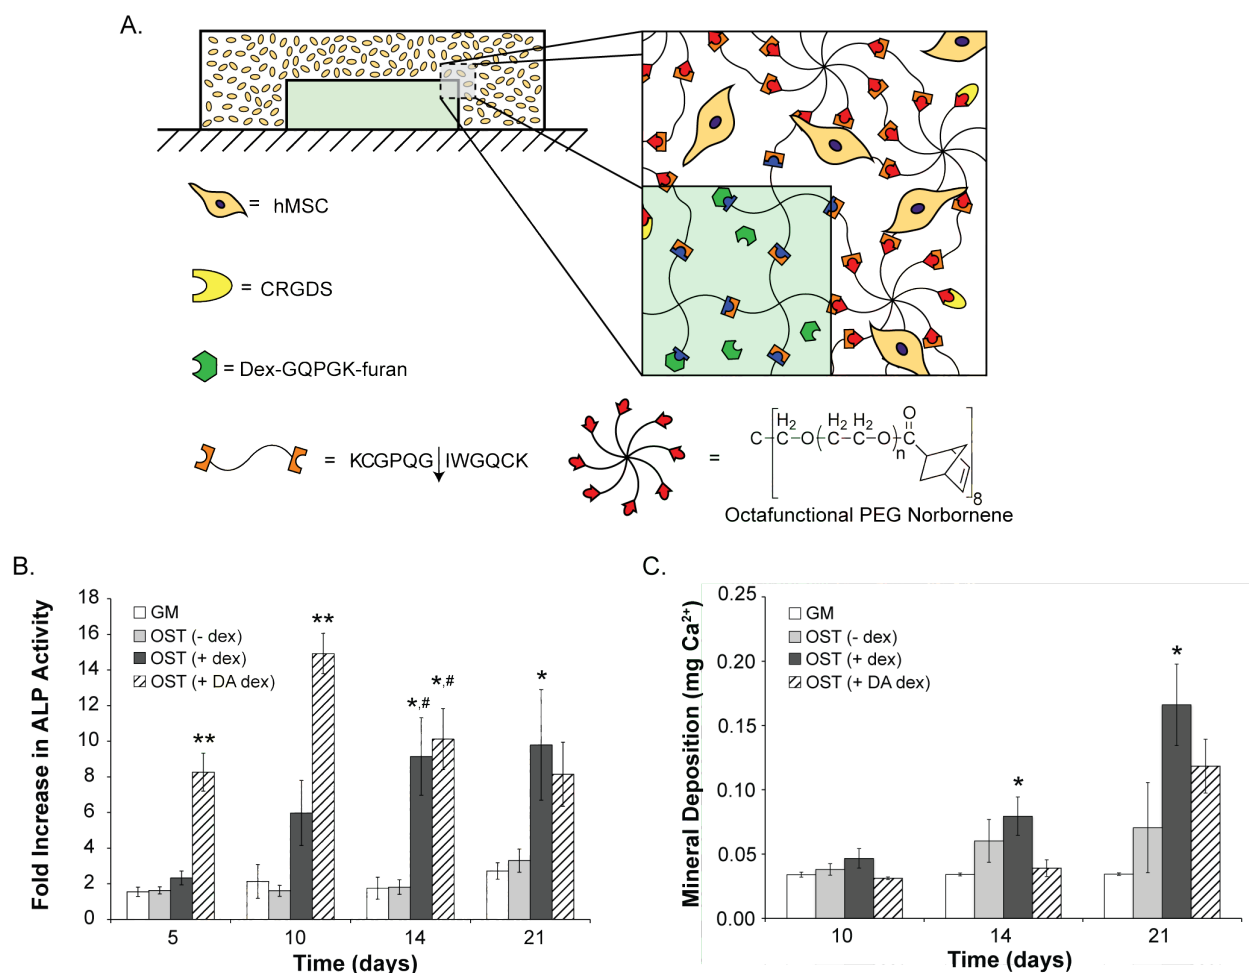 A.
= hMSC
= CRGDS
= Dex-GQPGK-furan
= KCGPQG↓IWGQCK
=
H2
C-C-O-(C-C-O)n C
H2 H2
O
8
Octafunctional PEG Norbornene
B.
Fold Increase in ALP Activity
18
16
14
12
10
8
6
4
2
0
GM
OST (- dex)
OST (+ dex)
OST (+ DA dex)
**
**
*,#
*,#
*
5 10 14 21
Time (days)
C.
Mineral Deposition (mg Ca²⁺)
0.25
0.20
0.15
0.10
0.05
0.00
GM
OST (- dex)
OST (+ dex)
OST (+ DA dex)
*
*
10 14 21
Time (days)